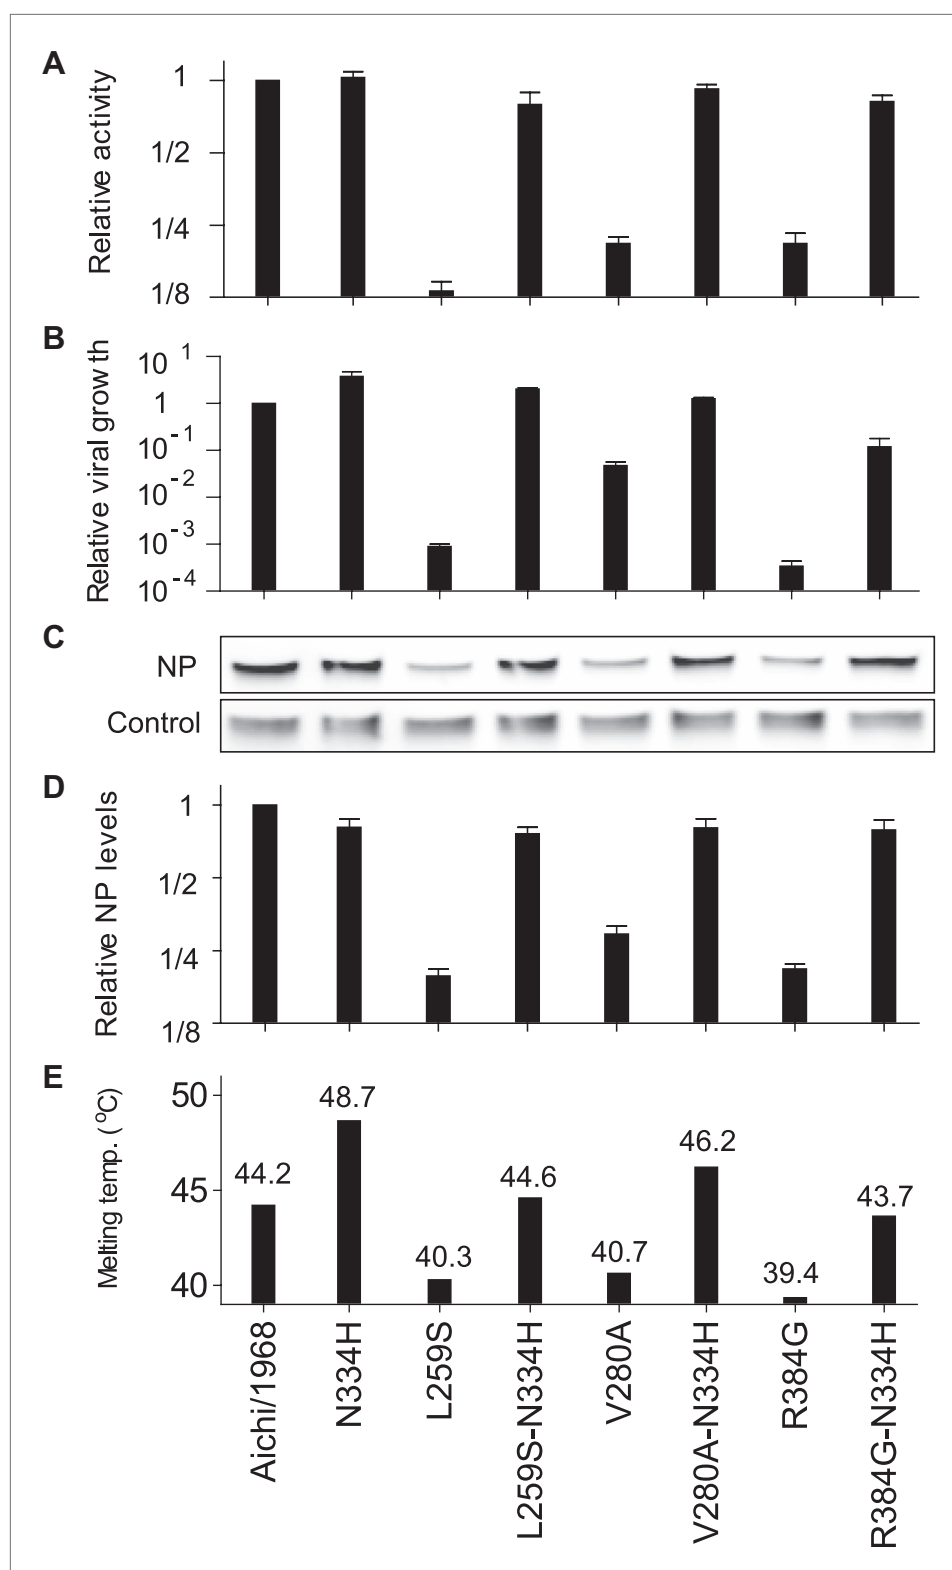 A
Relative activity
1
1/2
1/4
1/8
B
Relative viral growth
10 1
1
10 -1
10 -2
10 -3
10 -4
C
NP
Control
D
Relative NP levels
1
1/2
1/4
1/8
E
Melting temp. (oC)
50
45
40
44.2
48.7
40.3
44.6
40.7
46.2
39.4
43.7
Aichi/1968
N334H
L259S
L259S-N334H
V280A
V280A-N334H
R384G
R384G-N334H